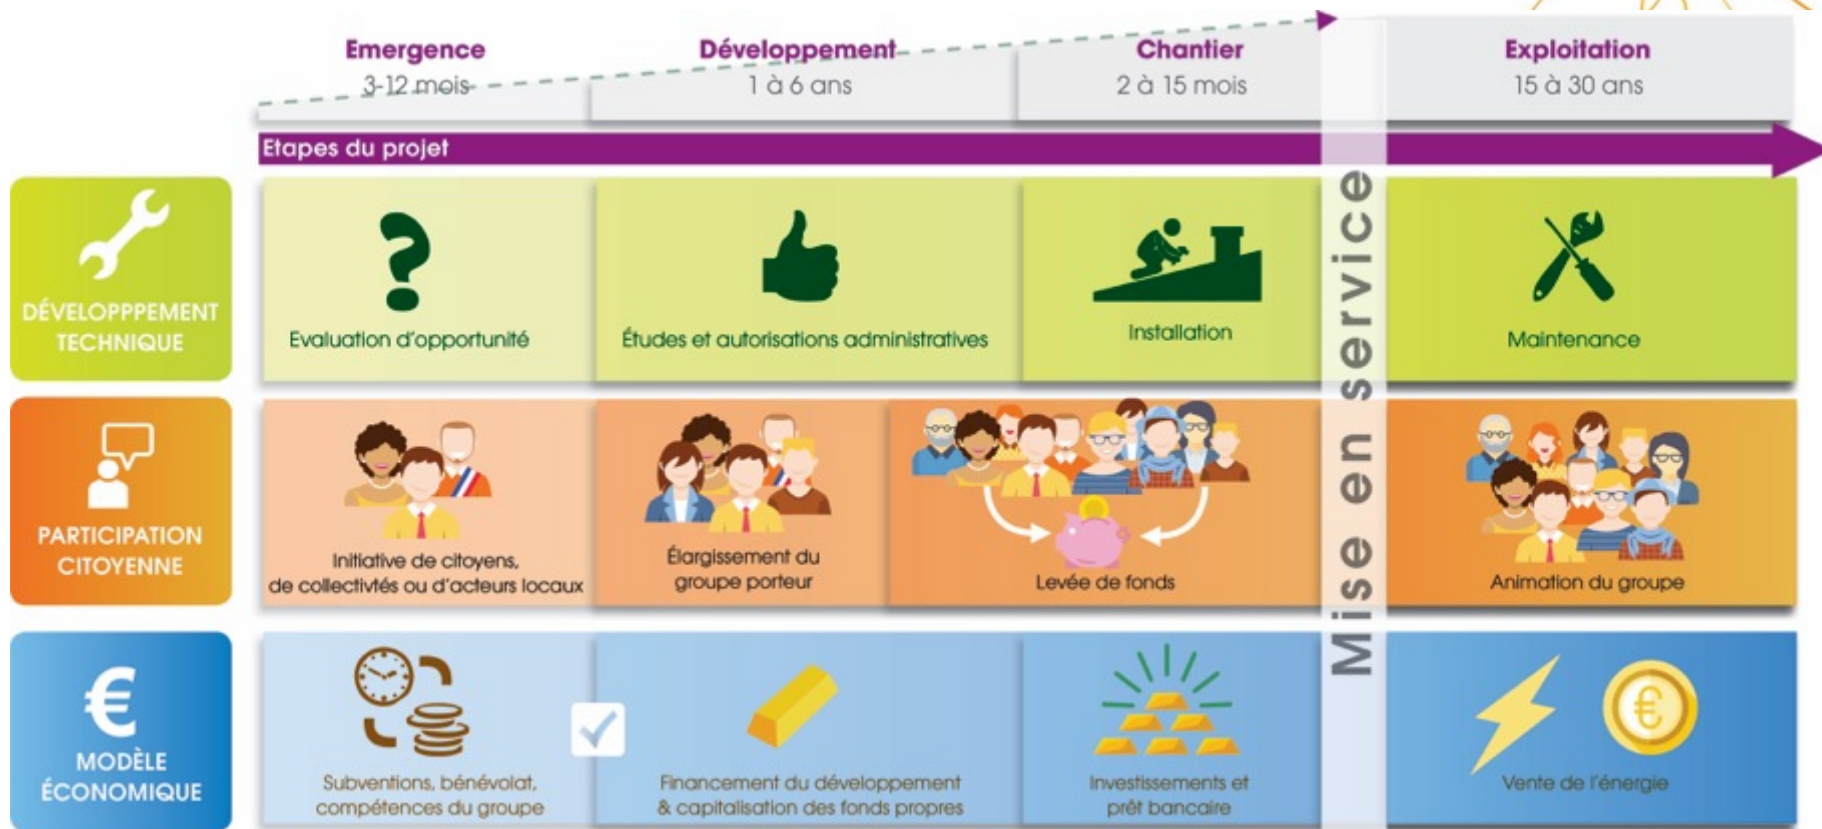 Emergence
3-12 mois
Développement
1 à 6 ans
Chantier
2 à 15 mois
Exploitation
15 à 30 ans
Etapes du projet
DÉVELOPPPEMENT
TECHNIQUE
Evaluation d'opportunité
Études et autorisations administratives
Installation
Maintenance
Mise en service
PARTICIPATION
CITOYENNE
Initiative de citoyens,
de collectivtés ou d'acteurs locaux
Élargissement du
groupe porteur
Levée de fonds
Animation du groupe
€
MODÈLE
ÉCONOMIQUE
Subventions, bénévolat,
compétences du groupe
Financement du développement
& capitalisation des fonds propres
Investissements et
prêt bancaire
€
Vente de l'énergie